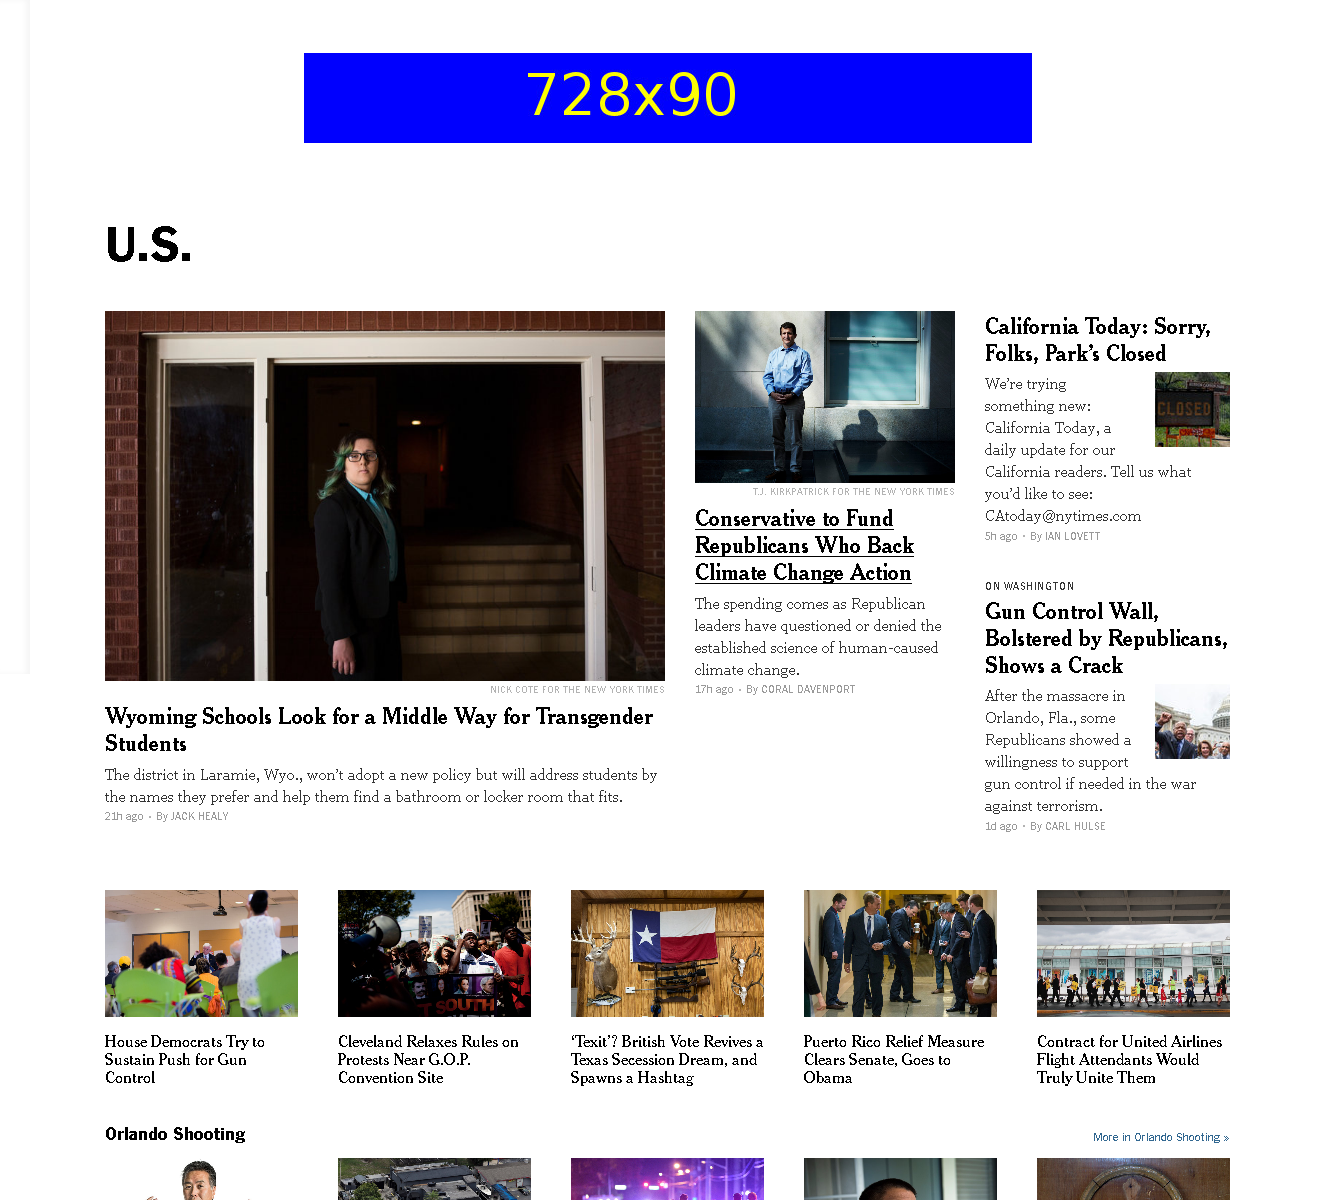 728x90
U.S.
NICK COTE FOR THE NEW YORK TIMES
Wyoming Schools Look for a Middle Way for Transgender
Students
The district in Laramie, Wyo., won’t adopt a new policy but will address students by
the names they prefer and help them find a bathroom or locker room that fits.
21h ago · By JACK HEALY
T.J. KIRKPATRICK FOR THE NEW YORK TIMES
Conservative to Fund
Republicans Who Back
Climate Change Action
The spending comes as Republican
leaders have questioned or denied the
established science of human-caused
climate change.
17h ago · By CORAL DAVENPORT
California Today: Sorry,
Folks, Park’s Closed
We’re trying
something new:
California Today, a
daily update for our
California readers. Tell us what
you’d like to see:
CAtoday@nytimes.com
5h ago · By IAN LOVETT
CLOSED
ON WASHINGTON
Gun Control Wall,
Bolstered by Republicans,
Shows a Crack
After the massacre in
Orlando, Fla., some
Republicans showed a
willingness to support
gun control if needed in the war
against terrorism.
1d ago · By CARL HULSE
House Democrats Try to
Sustain Push for Gun
Control
SOUTH
Cleveland Relaxes Rules on
Protests Near G.O.P.
Convention Site
‘Texit’? British Vote Revives a
Texas Secession Dream, and
Spawns a Hashtag
Puerto Rico Relief Measure
Clears Senate, Goes to
Obama
Contract for United Airlines
Flight Attendants Would
Truly Unite Them
Orlando Shooting
More in Orlando Shooting »